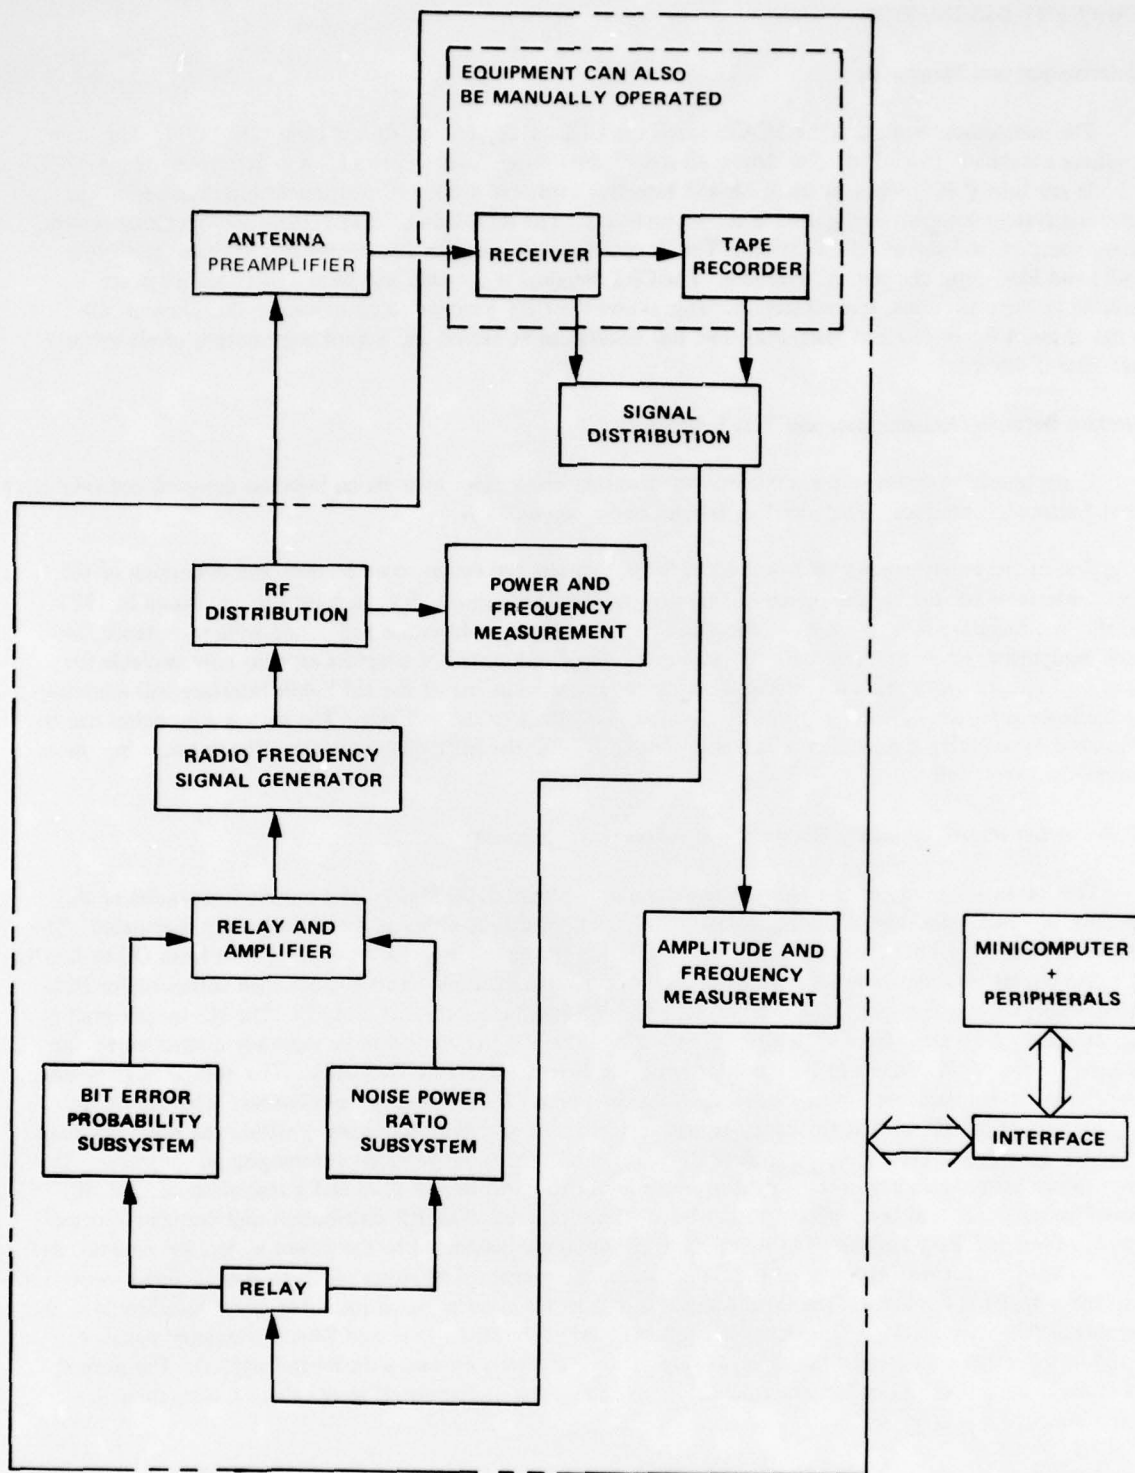 EQUIPMENT CAN ALSO
BE MANUALLY OPERATED
ANTENNA
PREAMPLIFIER
RECEIVER
TAPE
RECORDER
SIGNAL
DISTRIBUTION
RF
DISTRIBUTION
POWER AND
FREQUENCY
MEASUREMENT
RADIO FREQUENCY
SIGNAL GENERATOR
RELAY AND
AMPLIFIER
AMPLITUDE AND
FREQUENCY
MEASUREMENT
MINICOMPUTER
+
PERIPHERALS
BIT ERROR
PROBABILITY
SUBSYSTEM
NOISE POWER
RATIO
SUBSYSTEM
INTERFACE
RELAY